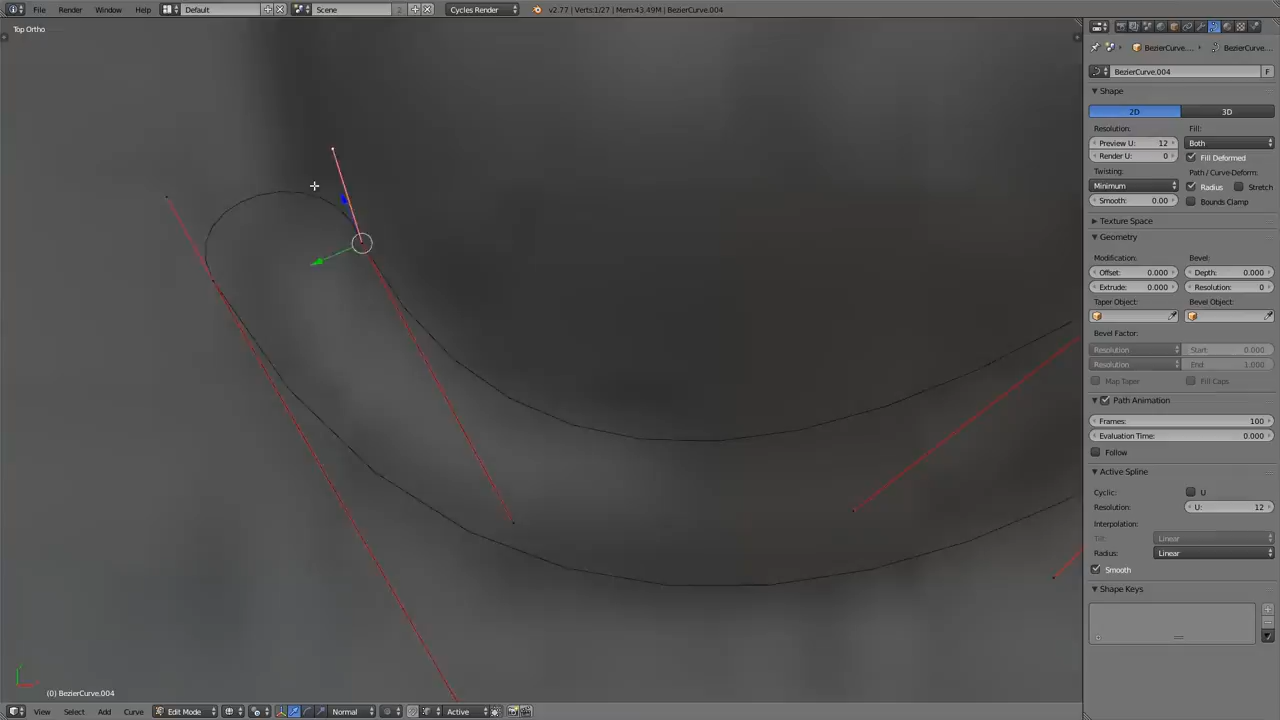 File Render Window Help Default Scene 2 Cycles Render v2.77 | Verts:1/27 | Mem:43.49M | BezierCurve.004
Top Ortho
BezierCurve.... BezierCurve....
BezierCurve.004 F
Shape
2D 3D
Resolution: Fill:
Preview U: 12 Both
Render U: 0 Fill Deformed
Twisting: Path / Curve-Deform:
Minimum Radius Stretch
Smooth: 0.00 Bounds Clamp
Texture Space
Geometry
Modification: Bevel:
Offset: 0.000 Depth: 0.000
Extrude: 0.000 Resolution: 0
Taper Object: Bevel Object:
Bevel Factor:
Resolution Start: 0.000
Resolution End 1.000
Map Taper Fill Caps
Path Animation
Frames: 100
Evaluation Time: 0.000
Follow
Active Spline
Cyclic: U
Resolution: U: 12
Interpolation:
Tilt: Linear
Radius: Linear
Smooth
Shape Keys
(0) BezierCurve.004
View Select Add Curve Edit Mode Normal Active